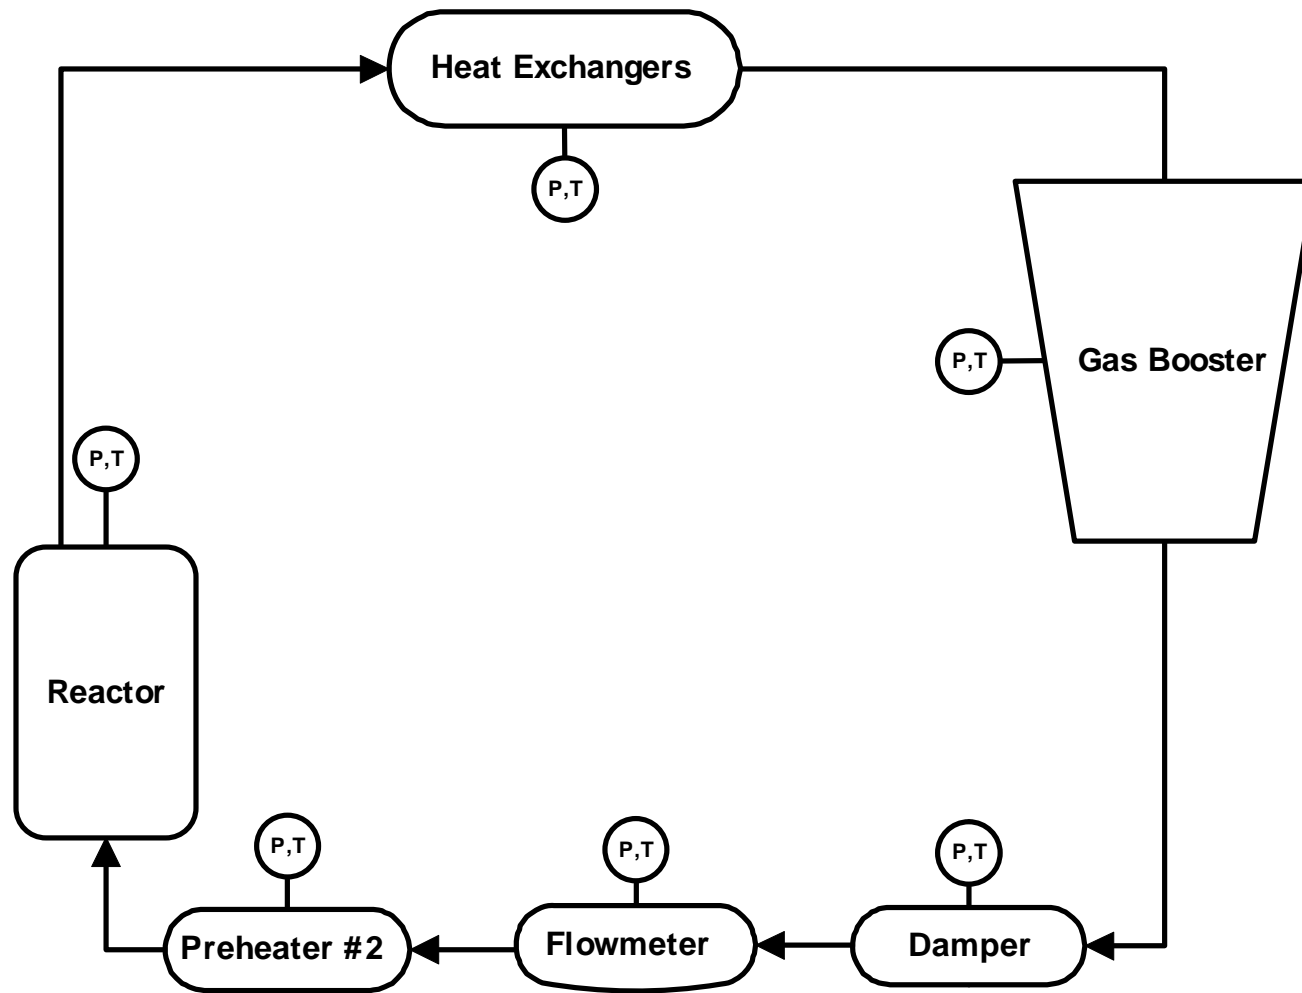 Heat Exchangers
P,T
P,T
Gas Booster
P,T
Reactor
P,T
P,T
P,T
Preheater #2
Flowmeter
Damper